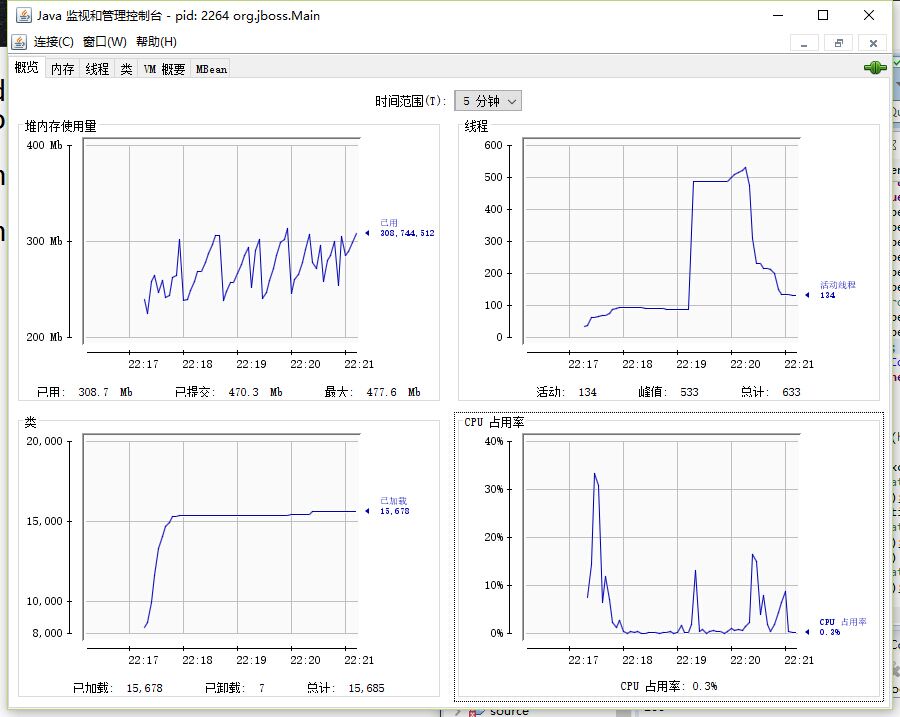 Java 监视和管理控制台 - pid: 2264 org.jboss.Main
连接(C) 窗口(W) 帮助(H)
概览 内存 线程 类 VM 概要 MBean
时间范围(T): 5 分钟
堆内存使用量
400 Mb
300 Mb
200 Mb
已用
308,744,512
22:17 22:18 22:19 22:20 22:21
已用: 308.7 Mb 已提交: 470.3 Mb 最大: 477.6 Mb
线程
600
500
400
300
200
100
0
活动线程
134
22:17 22:18 22:19 22:20 22:21
活动: 134 峰值: 533 总计: 633
类
20,000
15,000
10,000
8,000
已加载
15,678
22:17 22:18 22:19 22:20 22:21
已加载: 15,678 已卸载: 7 总计: 15,685
CPU 占用率
40%
30%
20%
10%
0%
CPU 占用率
0.3%
22:17 22:18 22:19 22:20 22:21
CPU 占用率: 0.3%
source